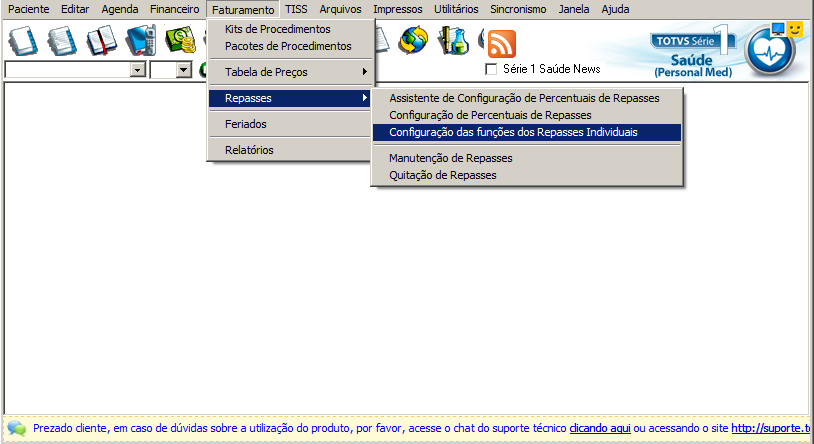 Paciente Editar Agenda Financeiro Faturamento TISS Arquivos Impressos Utilitários Sincronismo Janela Ajuda
Kits de Procedimentos
Pacotes de Procedimentos
Tabela de Preços
Repasses
Feriados
Relatórios
Série 1 Saúde News
TOTVS Série 1
Saúde
(Personal Med)
Assistente de Configuração de Percentuais de Repasses
Configuração de Percentuais de Repasses
Configuração das funções dos Repasses Individuais
Manutenção de Repasses
Quitação de Repasses
Prezado cliente, em caso de dúvidas sobre a utilização do produto, por favor, acesse o chat do suporte técnico clicando aqui ou acessando o site http://suporte.t